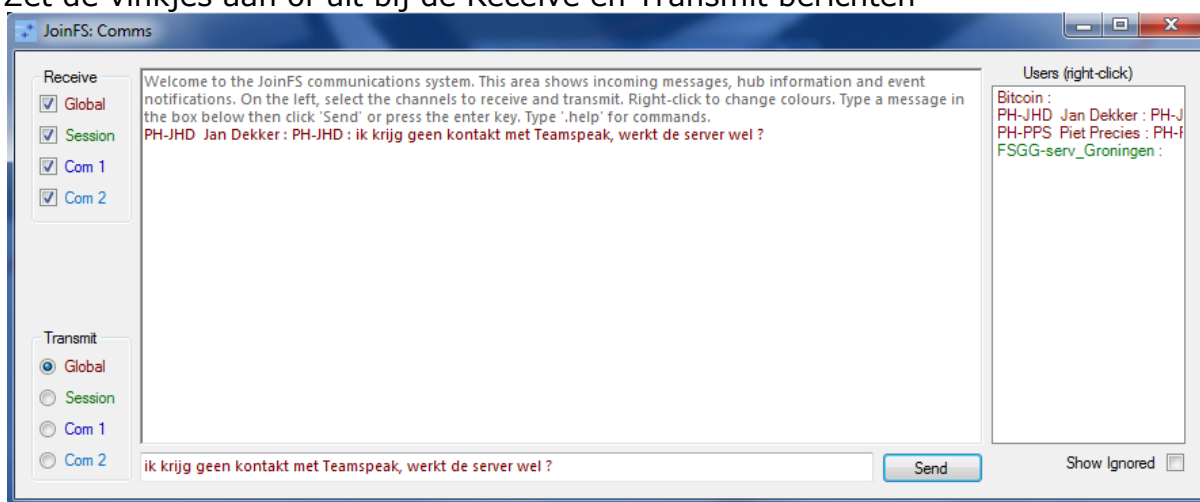 Zet de vinkjes aan of uit bij de Receive en Transmit berichten
JoinFS: Comms
Receive
Global
Session
Com 1
Com 2
Welcome to the JoinFS communications system. This area shows incoming messages, hub information and event
notifications. On the left, select the channels to receive and transmit. Right-click to change colours. Type a message in
the box below then click 'Send' or press the enter key. Type '.help' for commands.
PH-JHD Jan Dekker : PH-JHD : ik krijg geen kontakt met Teamspeak, werkt de server wel ?
Users (right-click)
Bitcoin :
PH-JHD Jan Dekker : PH-J
PH-PPS Piet Precies : PH-
FSGG-serv_Groningen :
Transmit
Global
Session
Com 1
Com 2
ik krijg geen kontakt met Teamspeak, werkt de server wel ?
Send
Show Ignored